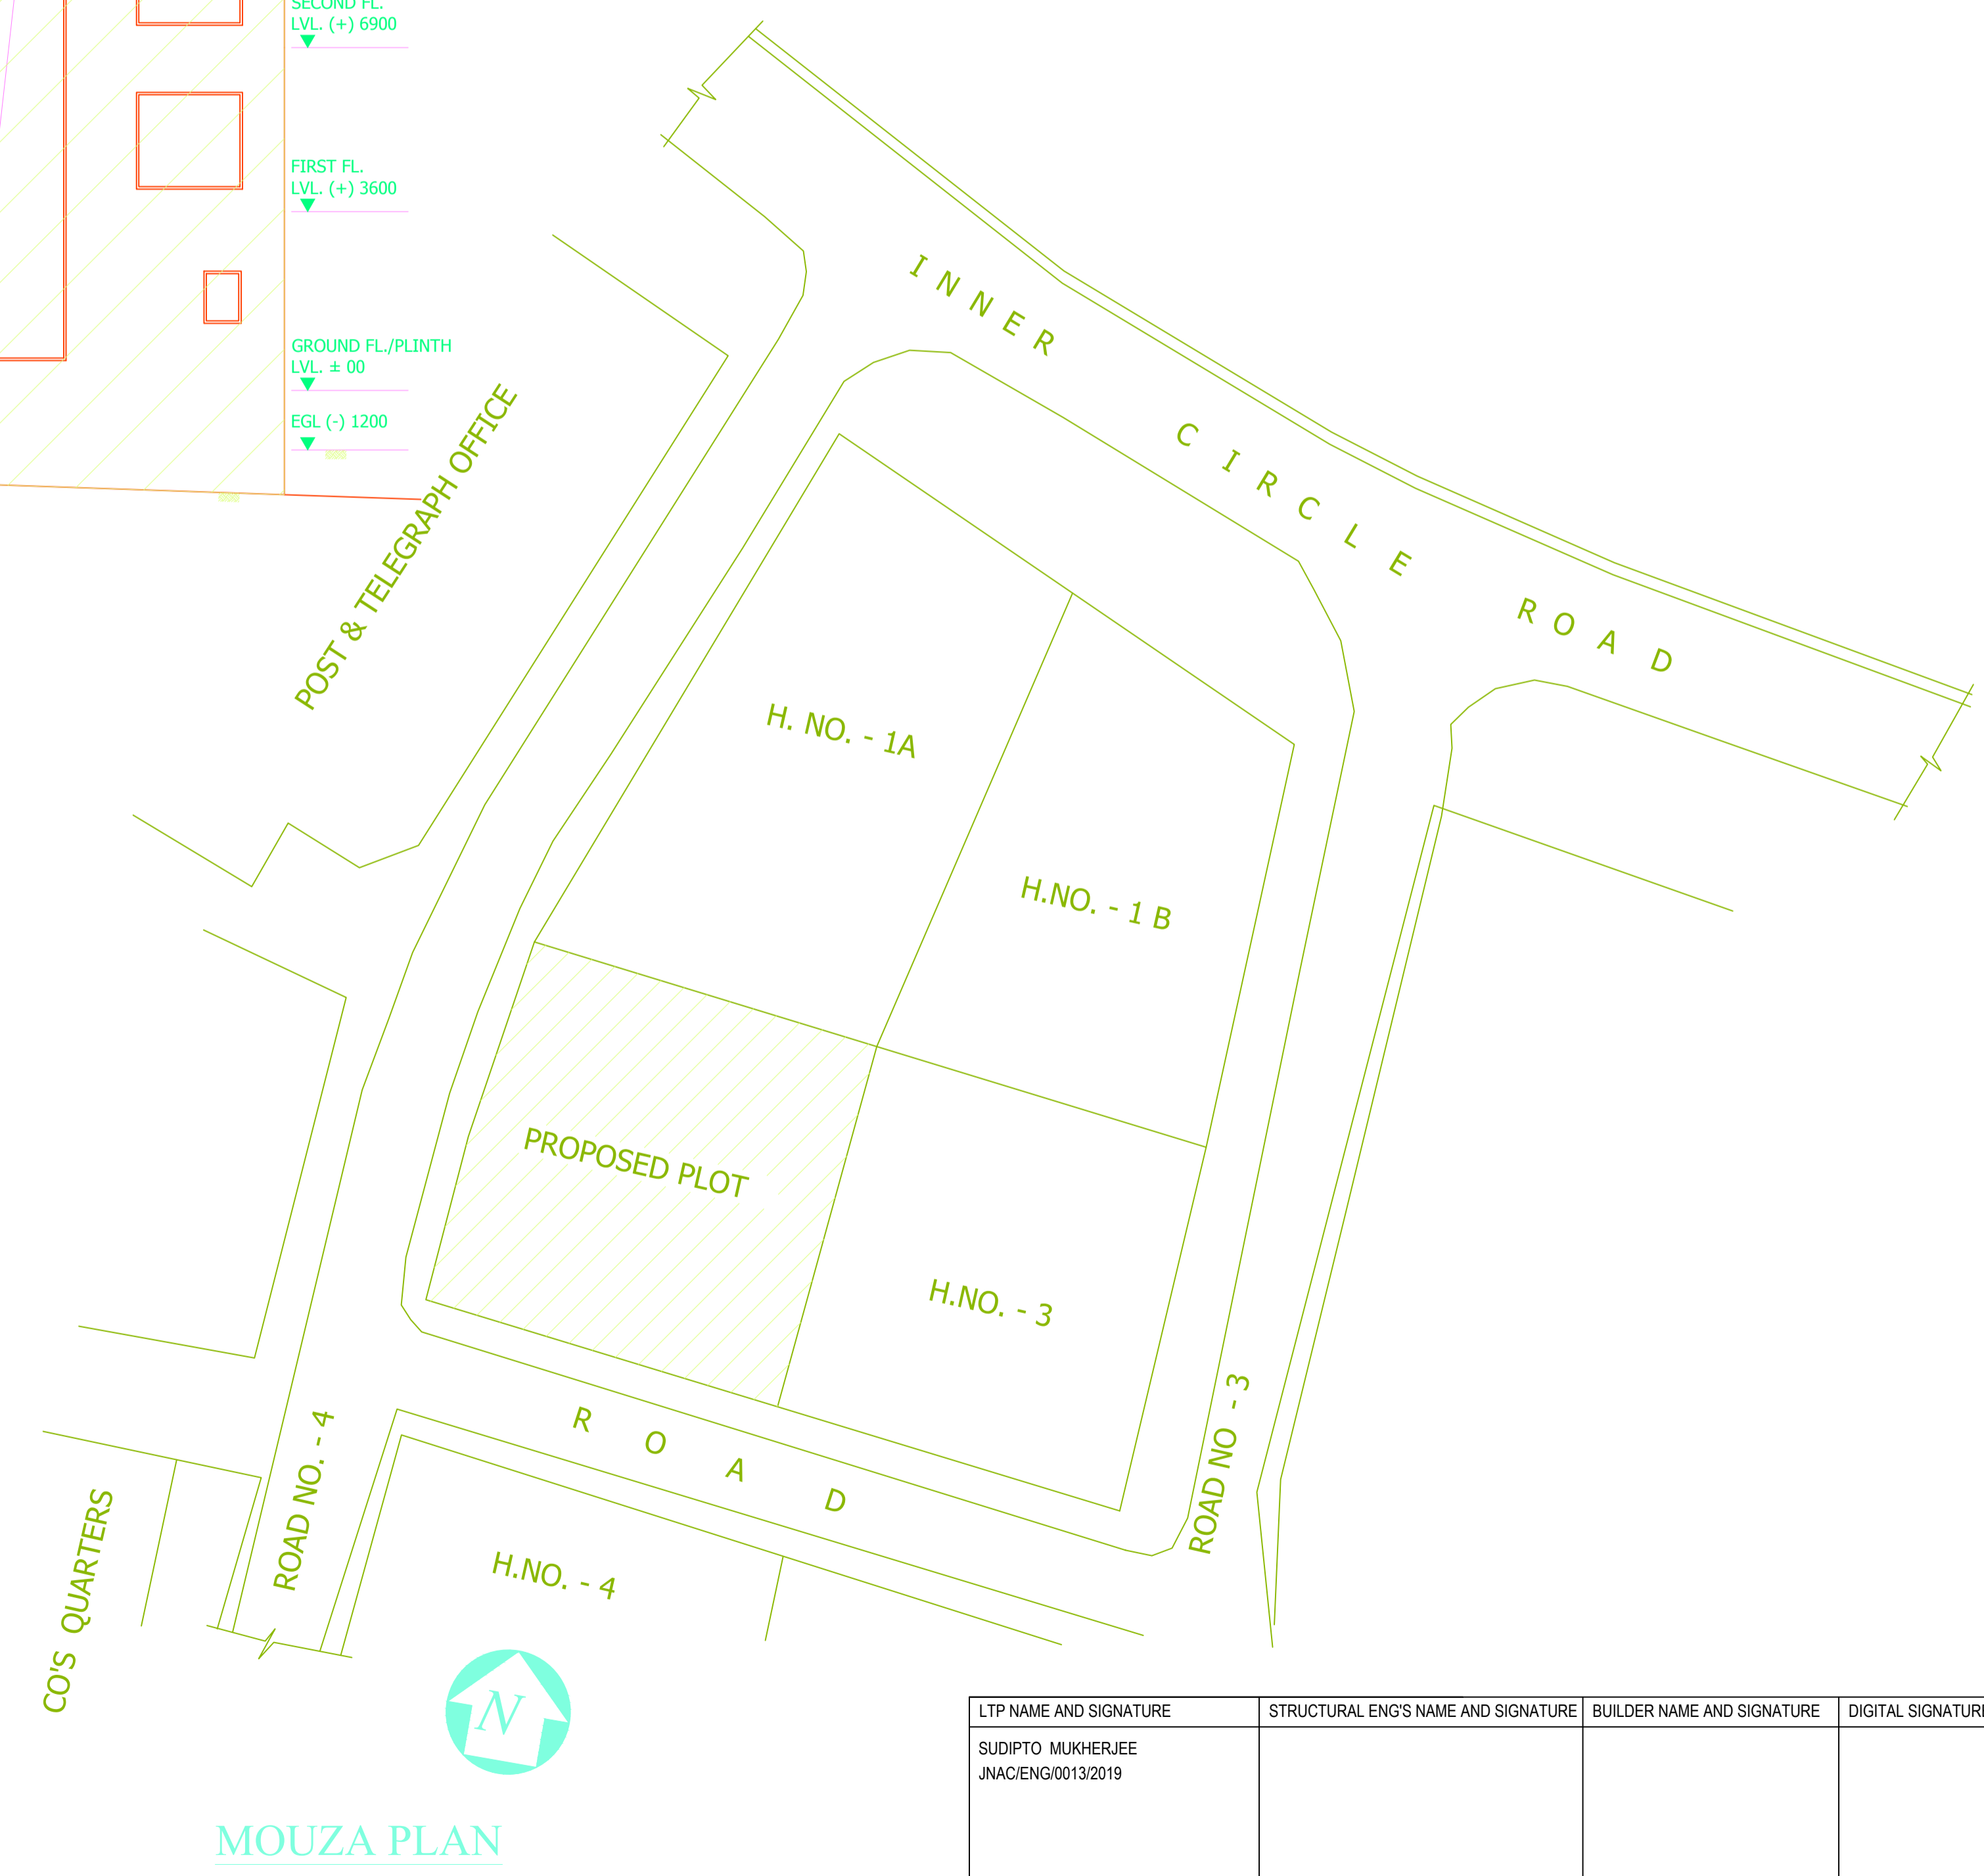 SECOND FL.
LVL. (+) 6900
FIRST FL.
LVL. (+) 3600
GROUND FL./PLINTH
LVL. ± 00
EGL (-) 1200
POST & TELEGRAPH OFFICE
INNER CIRCLE ROAD
H. NO. - 1A
H.NO. - 1 B
PROPOSED PLOT
H.NO. - 3
ROAD
ROAD NO - 3
ROAD NO. - 4
H.NO. - 4
CO'S QUARTERS
N
MOUZA PLAN
LTP NAME AND SIGNATURE
STRUCTURAL ENG'S NAME AND SIGNATURE
BUILDER NAME AND SIGNATURE
DIGITAL SIGNATURE
SUDIPTO MUKHERJEE
JNAC/ENG/0013/2019